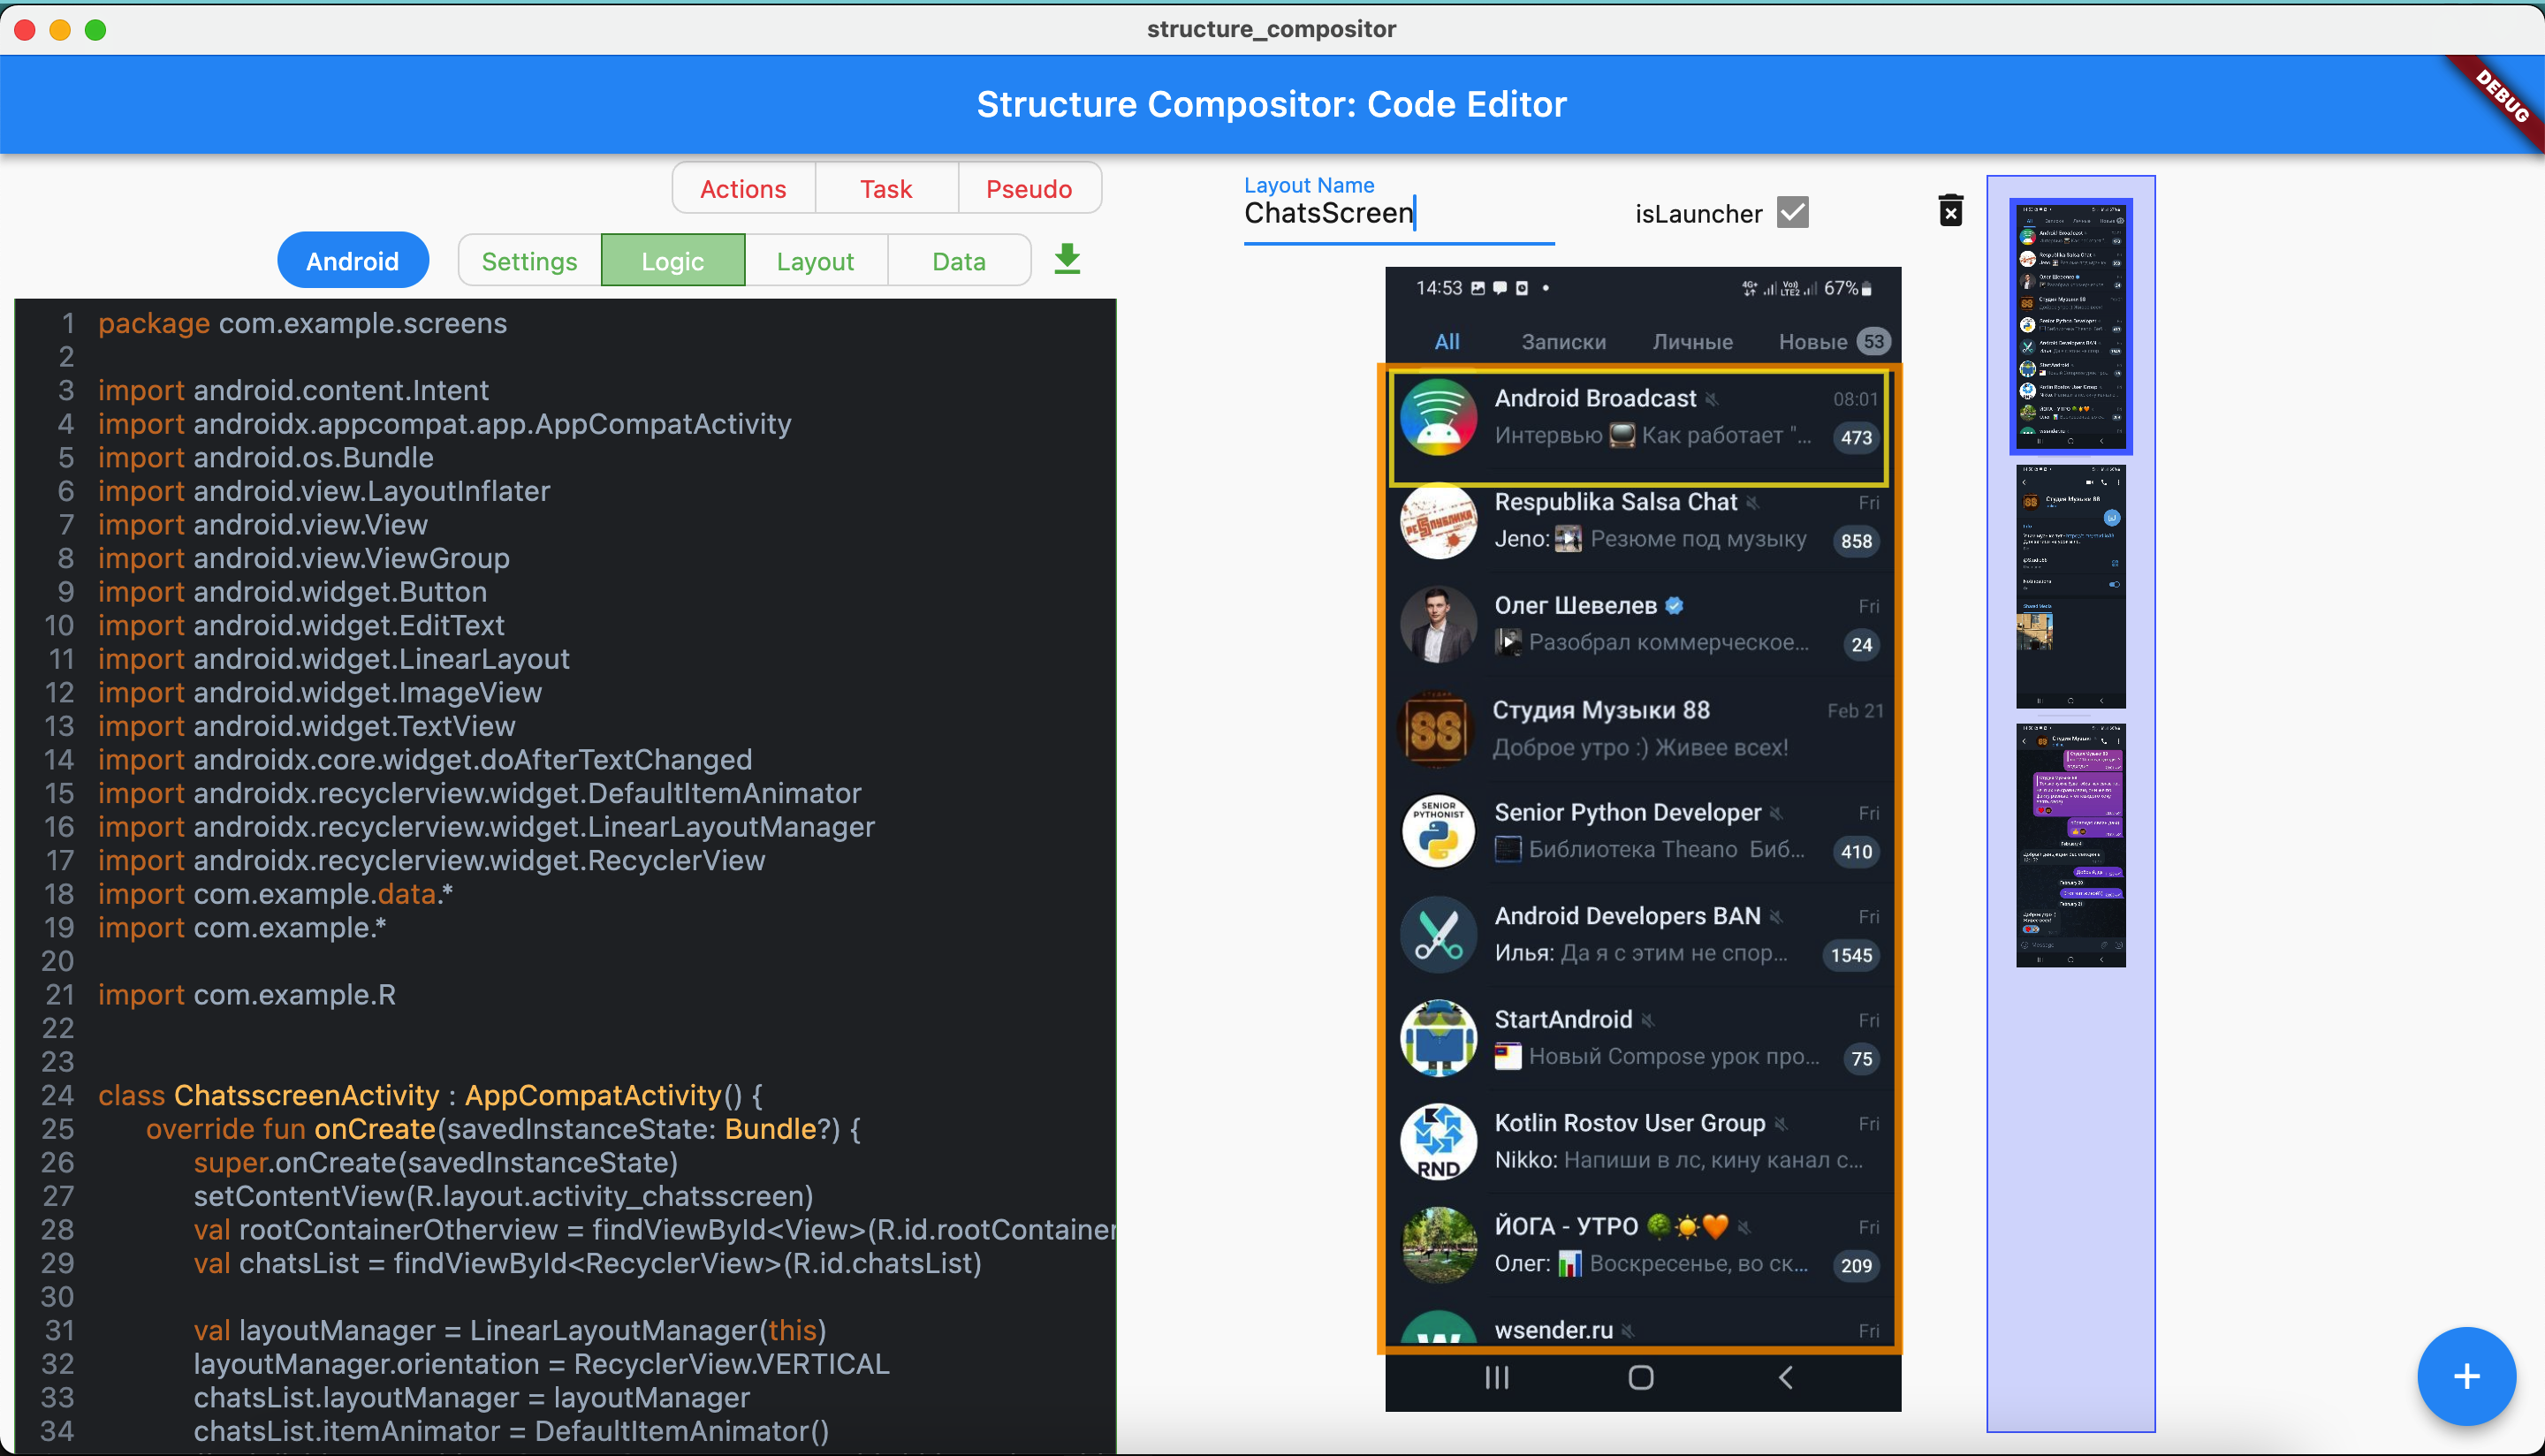 structure_compositor
Structure Compositor: Code Editor
DEBUG
Actions
Task
Pseudo
Android
Settings
Logic
Layout
Data
1 package com.example.screens
2
3 import android.content.Intent
4 import androidx.appcompat.app.AppCompatActivity
5 import android.os.Bundle
6 import android.view.LayoutInflater
7 import android.view.View
8 import android.view.ViewGroup
9 import android.widget.Button
10 import android.widget.EditText
11 import android.widget.LinearLayout
12 import android.widget.ImageView
13 import android.widget.TextView
14 import androidx.core.widget.doAfterTextChanged
15 import androidx.recyclerview.widget.DefaultItemAnimator
16 import androidx.recyclerview.widget.LinearLayoutManager
17 import androidx.recyclerview.widget.RecyclerView
18 import com.example.data.*
19 import com.example.*
20
21 import com.example.R
22
23
24 class ChatsscreenActivity : AppCompatActivity() {
25 override fun onCreate(savedInstanceState: Bundle?) {
26 super.onCreate(savedInstanceState)
27 setContentView(R.layout.activity_chatsscreen)
28 val rootContainerOtherview = findViewById<View>(R.id.rootContainer
29 val chatsList = findViewById<RecyclerView>(R.id.chatsList)
30
31 val layoutManager = LinearLayoutManager(this)
32 layoutManager.orientation = RecyclerView.VERTICAL
33 chatsList.layoutManager = layoutManager
34 chatsList.itemAnimator = DefaultItemAnimator()
Layout Name
ChatsScreen
isLauncher
14:53
4G+ Vo) LTE2 67%
All
Записки
Личные
Новые 53
Android Broadcast 08:01
Интервью 📺 Как работает "... 473
Respublika Salsa Chat Fri
РЕSПУБЛИКА
Jeno: Резюме под музыку 858
Олег Шевелев Fri
Разобрал коммерческое... 24
88
Студия Музыки 88 Feb 21
Доброе утро :) Живее всех!
SENIOR
PYTHONIST
Senior Python Developer Fri
Библиотека Theano Биб... 410
Android Developers BAN Fri
Илья: Да я с этим не спор... 1545
StartAndroid Fri
Новый Compose урок про... 75
RND
Kotlin Rostov User Group Fri
Nikko: Напиши в лс, кину канал с...
ЙОГА - УТРО 🌳☀️🧡 Fri
Олег: 📊 Воскресенье, во ск... 209
W
wsender.ru Fri